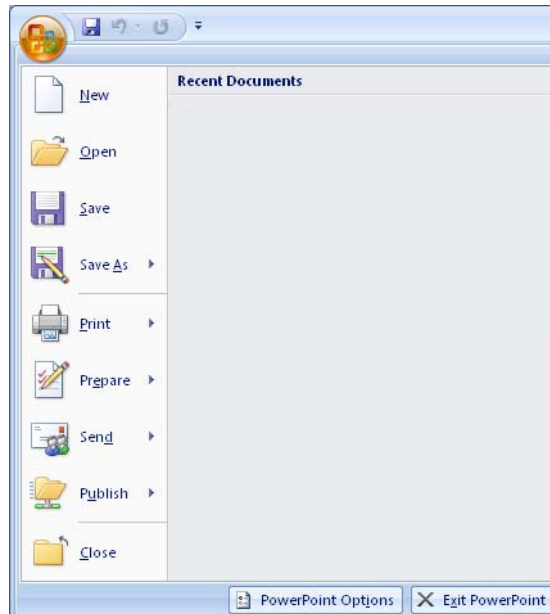 Recent Documents
New
Open
Save
Save As
Print
Prepare
Send
Publish
Close
PowerPoint Options
Exit PowerPoint